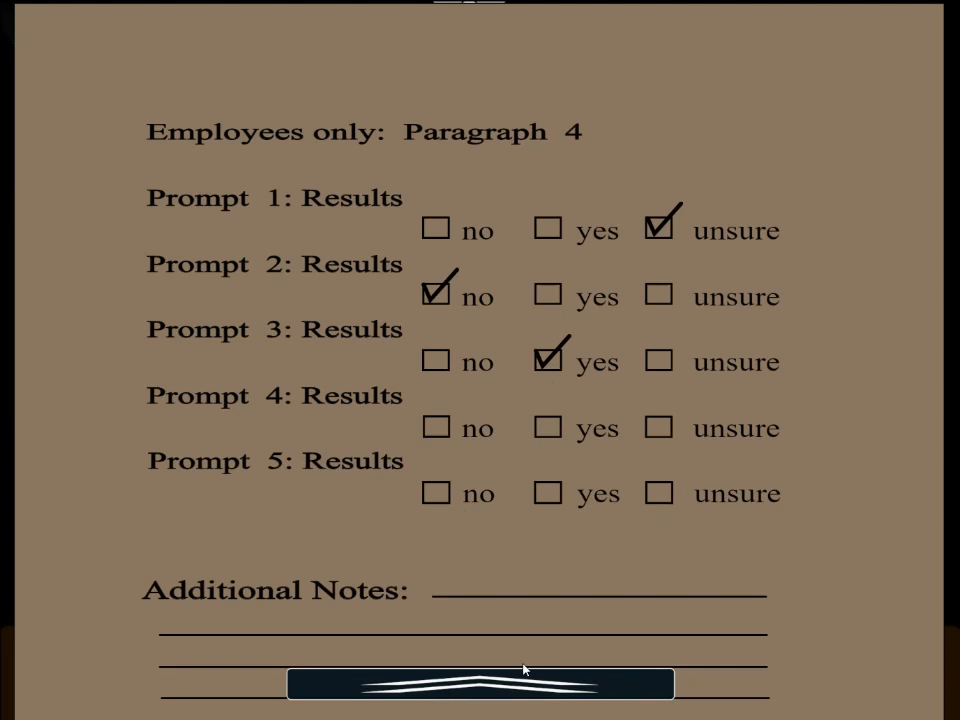 Employees only: Paragraph 4
Prompt 1: Results
no yes unsure
Prompt 2: Results
no yes unsure
Prompt 3: Results
no yes unsure
Prompt 4: Results
no yes unsure
Prompt 5: Results
no yes unsure
Additional Notes: